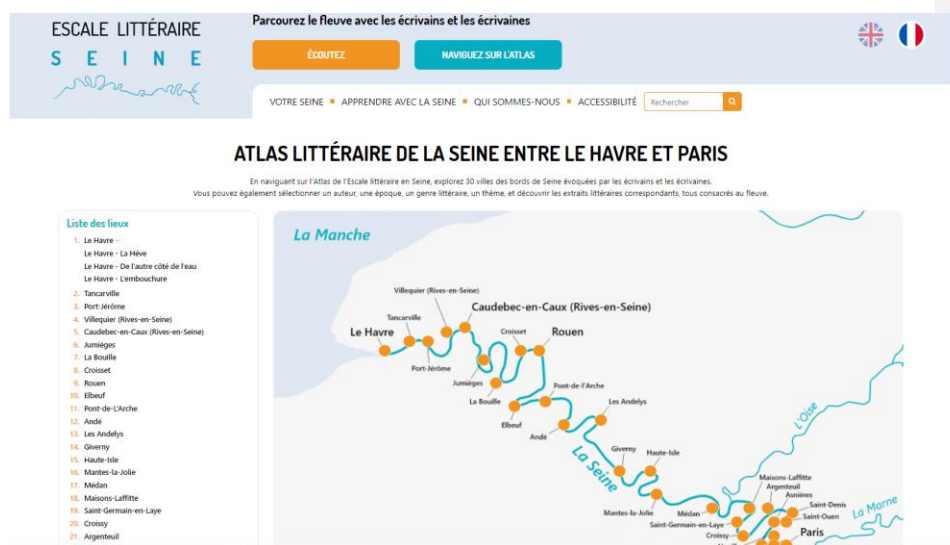 ESCALE LITTÉRAIRE
SEINE
Parcourez le fleuve avec les écrivains et les écrivaines
ÉCOUTEZ
NAVIGUEZ SUR L'ATLAS
VOTRE SEINE ▪ APPRENDRE AVEC LA SEINE ▪ QUI SOMMES-NOUS ▪ ACCESSIBILITÉ
Rechercher
ATLAS LITTÉRAIRE DE LA SEINE ENTRE LE HAVRE ET PARIS
En naviguant sur l'Atlas de l'Escale littéraire en Seine, explorez 30 villes des bords de Seine évoquées par les écrivains et les écrivaines.
Vous pouvez également sélectionner un auteur, une époque, un genre littéraire, un thème, et découvrir les extraits littéraires correspondants, tous consacrés au fleuve.
Liste des lieux
1. Le Havre
Le Havre - La Hève
Le Havre - De l'autre côté de l'eau
Le Havre - L'embouchure
2. Tancarville
3. Port-Jérôme
4. Villequier (Rives-en-Seine)
5. Caudebec-en-Caux (Rives-en-Seine)
6. Jumièges
7. La Bouille
8. Croisset
9. Rouen
10. Elbeuf
11. Pont-de-L'Arche
12. Andé
13. Les Andelys
14. Giverny
15. Haute-Isle
16. Mantes-la-Jolie
17. Médan
18. Maisons-Laffitte
19. Saint-Germain-en-Laye
20. Croissy
21. Argenteuil
La Manche
Villequier (Rives-en-Seine)
Caudebec-en-Caux (Rives-en-Seine)
Tancarville
Le Havre
Croisset
Rouen
Port-Jérôme
Jumièges
La Bouille
Pont-de-l'Arche
Les Andelys
Elbeuf
Andé
L'Oise
Giverny
Haute-Isle
La Seine
Maisons-Laffitte
Argenteuil
Asnières
Mantes-la-Jolie
Médan
Saint-Denis
Saint-Ouen
La Marne
Saint-Germain-en-Laye
Croissy
Paris